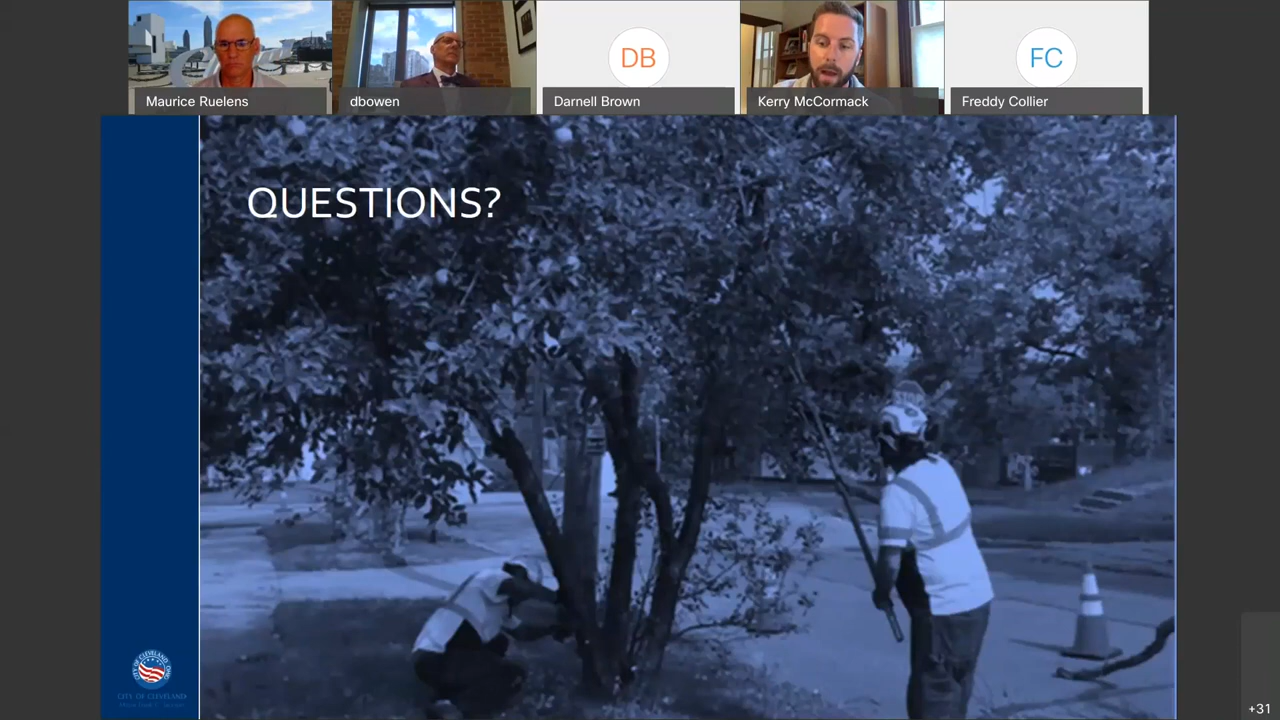 Maurice Ruelens
dbowen
DB
Darnell Brown
Kerry McCormack
FC
Freddy Collier
QUESTIONS?
CITY OF CLEVELAND
+31